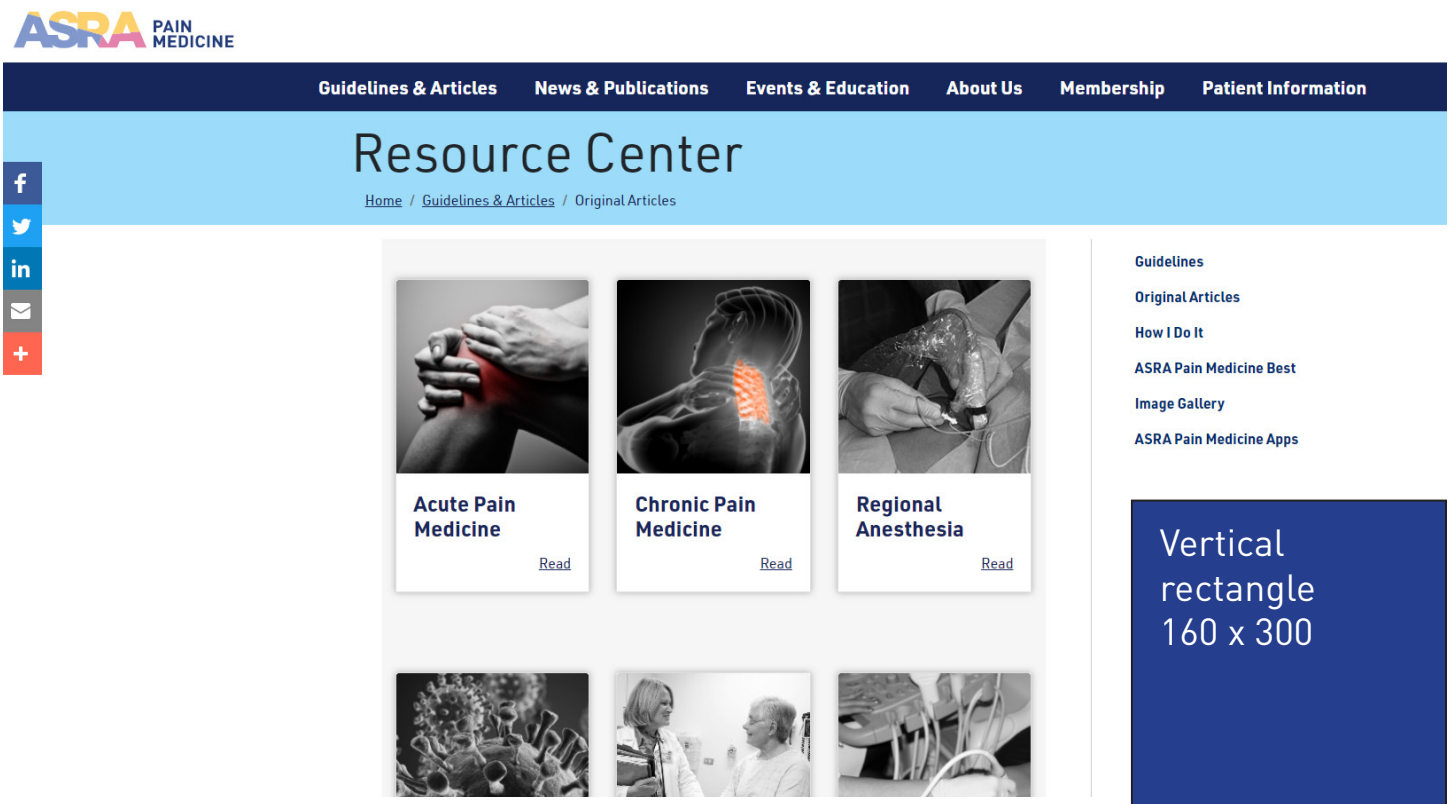 ASRA PAIN
MEDICINE
Guidelines & Articles News & Publications Events & Education About Us Membership Patient Information
Resource Center
Home / Guidelines & Articles / Original Articles
f
in
+
Acute Pain
Medicine
Read
Chronic Pain
Medicine
Read
Regional
Anesthesia
Read
Guidelines
Original Articles
How I Do It
ASRA Pain Medicine Best
Image Gallery
ASRA Pain Medicine Apps
Vertical
rectangle
160 x 300